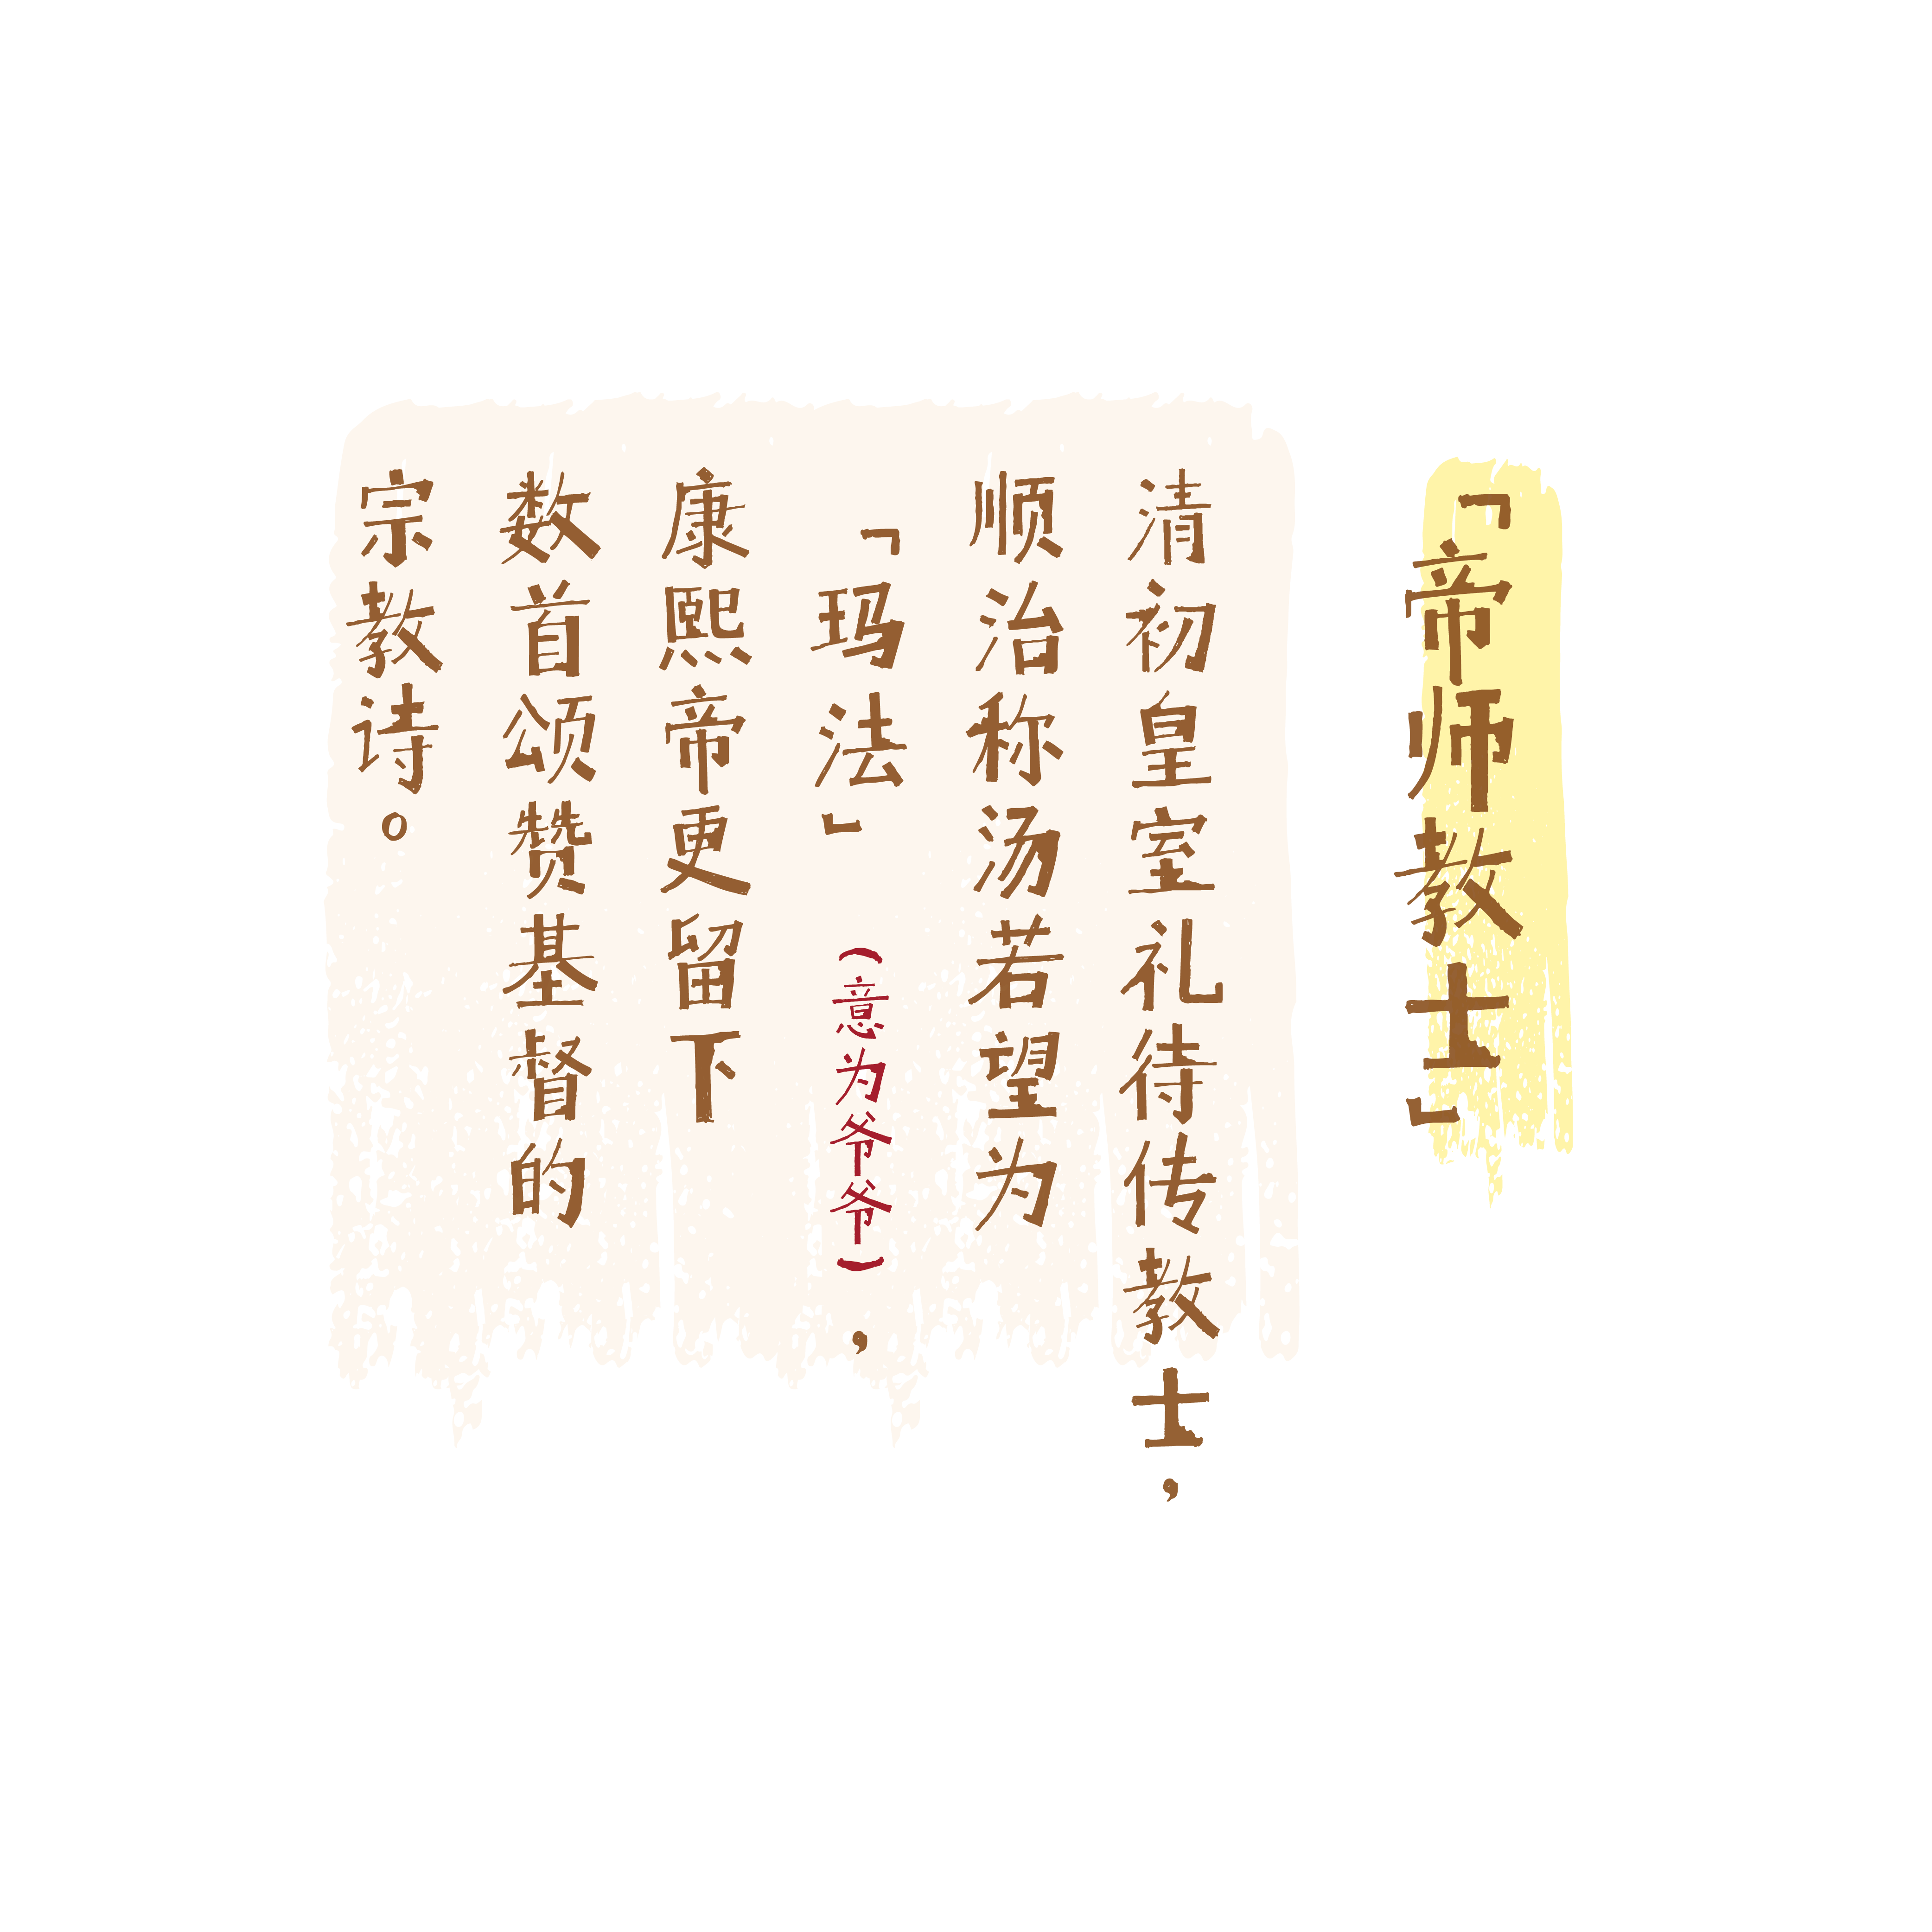 「帝师教士」
清初皇室礼待传教士，
顺治称汤若望为
「玛法」（意为爷爷），
康熙帝更留下
数首颂赞基督的
宗教诗。